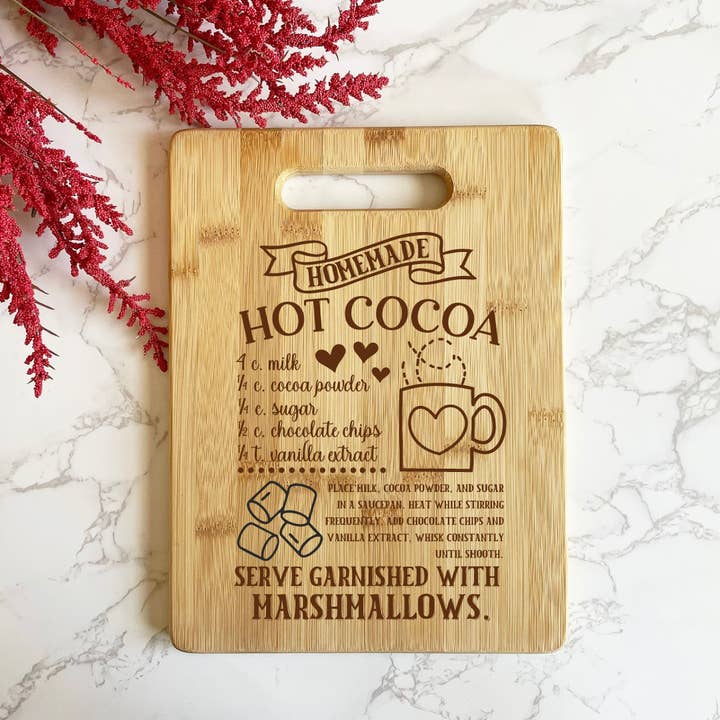 HOMEMADE
HOT COCOA
4 c. milk
¼ c. cocoa powder
¼ c. sugar
½ c. chocolate chips
¼ t. vanilla extract
PLACE MILK, COCOA POWDER, AND SUGAR
IN A SAUCEPAN. HEAT WHILE STIRRING
FREQUENTLY. ADD CHOCOLATE CHIPS AND
VANILLA EXTRACT, WHISK CONSTANTLY
UNTIL SMOOTH.
SERVE GARNISHED WITH
MARSHMALLOWS.